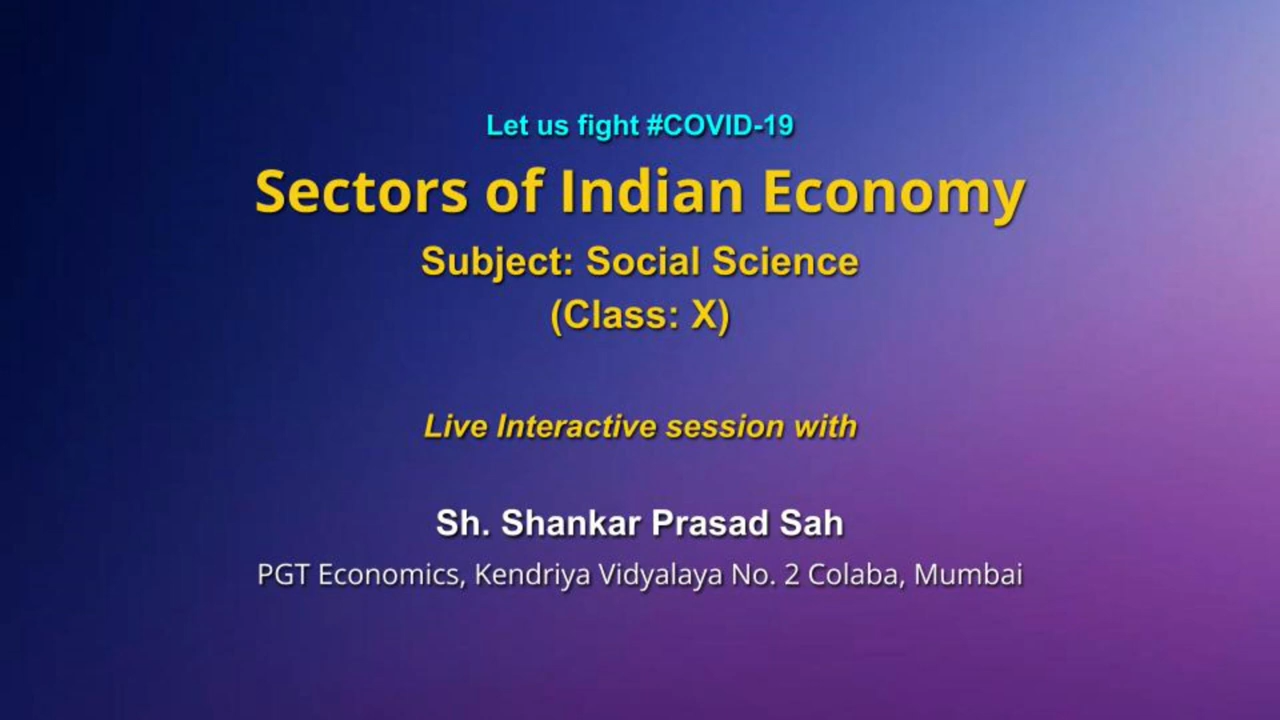 Let us fight #COVID-19
Sectors of Indian Economy
Subject: Social Science
(Class: X)
Live Interactive session with
Sh. Shankar Prasad Sah
PGT Economics, Kendriya Vidyalaya No. 2 Colaba, Mumbai